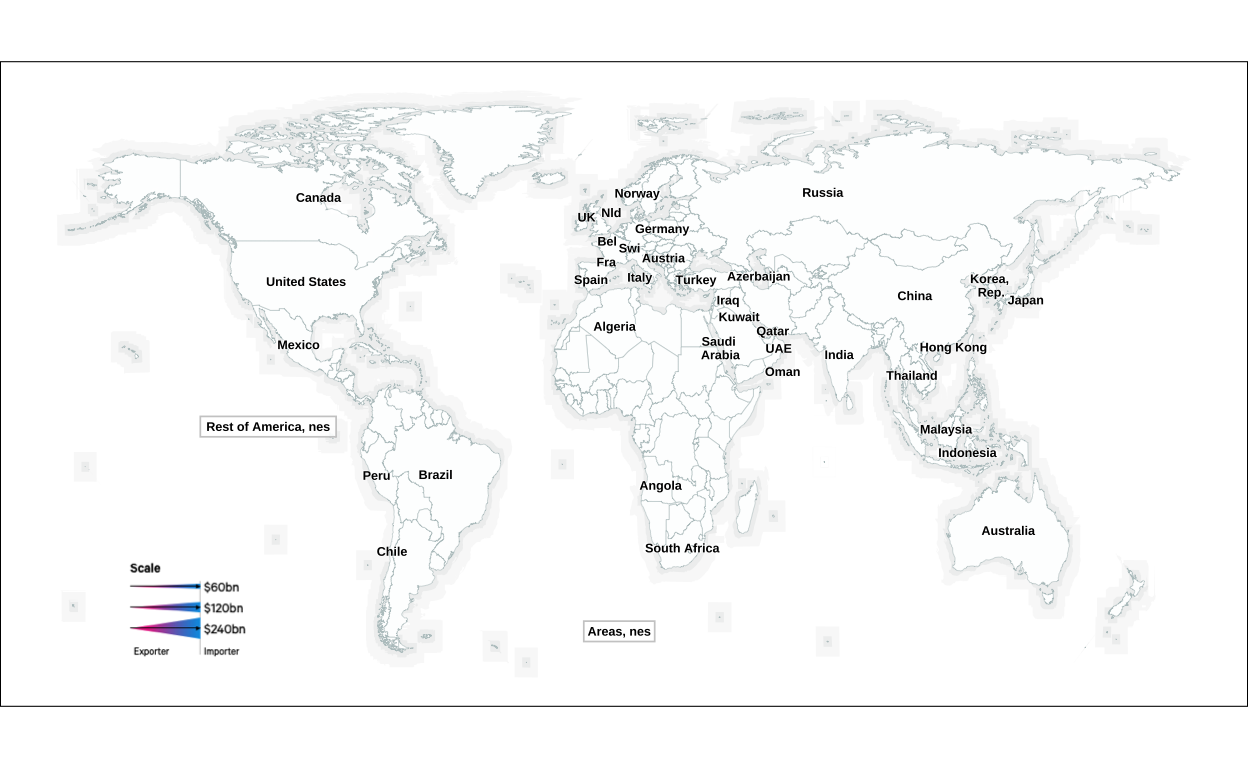 Canada
Norway
Russia
UK
Nld
Germany
Bel
Swi
Austria
Fra
Spain
Italy
Turkey
Azerbaijan
United States
Korea,
Rep.
China
Japan
Iraq
Kuwait
Algeria
Qatar
Mexico
Saudi
Arabia
UAE
India
Hong Kong
Oman
Thailand
Rest of America, nes
Malaysia
Indonesia
Peru
Brazil
Angola
Australia
Chile
South Africa
Scale
$60bn
$120bn
$240bn
Exporter
Importer
Areas, nes